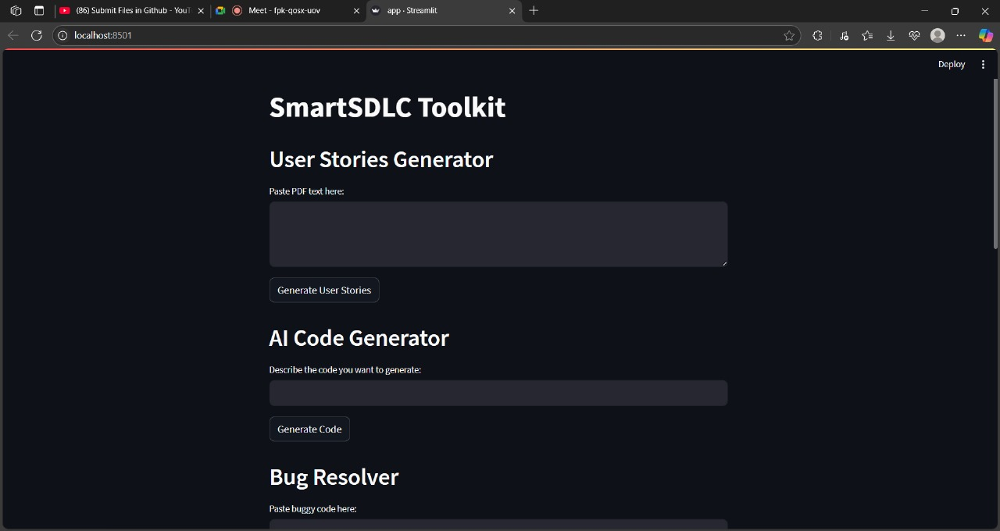 (86) Submit Files in Github - YouT
Meet - fpk-qosx-uov
app · Streamlit
localhost:8501
Deploy
SmartSDLC Toolkit
User Stories Generator
Paste PDF text here:
Generate User Stories
AI Code Generator
Describe the code you want to generate:
Generate Code
Bug Resolver
Paste buggy code here: